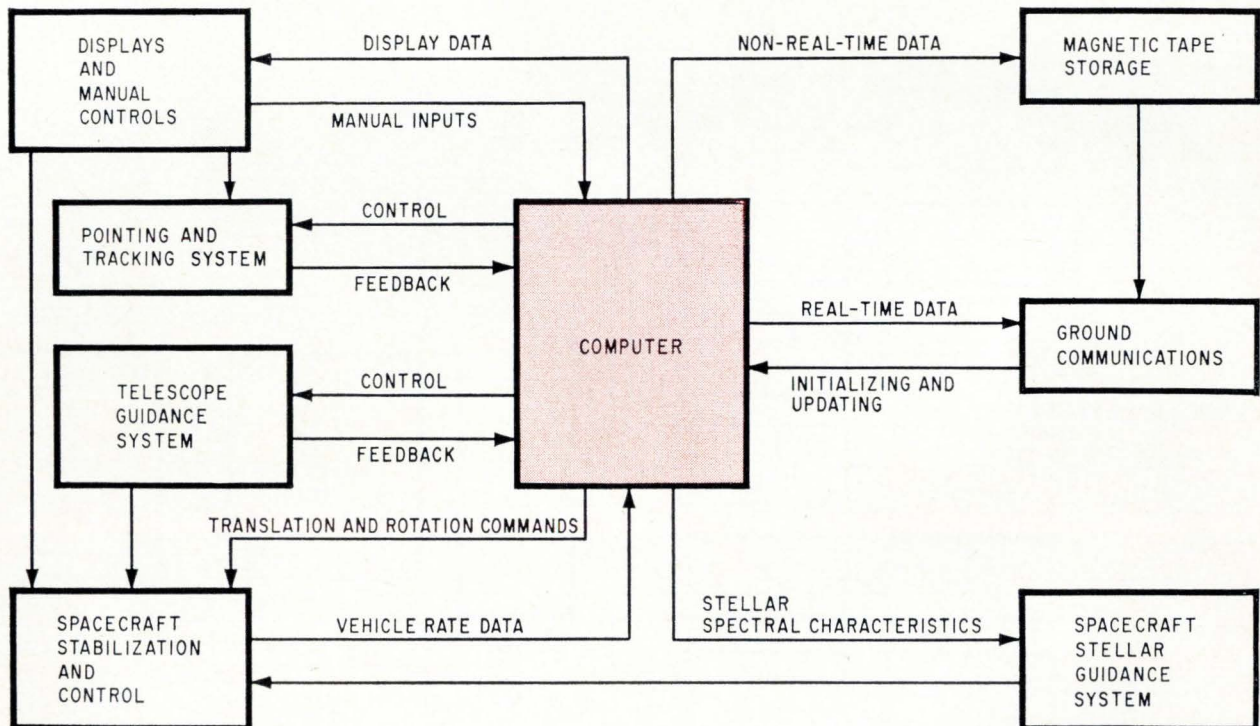 DISPLAYS
AND
MANUAL
CONTROLS
DISPLAY DATA
MANUAL INPUTS
NON-REAL-TIME DATA
MAGNETIC TAPE
STORAGE
POINTING AND
TRACKING SYSTEM
CONTROL
FEEDBACK
COMPUTER
REAL-TIME DATA
INITIALIZING AND
UPDATING
GROUND
COMMUNICATIONS
TELESCOPE
GUIDANCE
SYSTEM
CONTROL
FEEDBACK
TRANSLATION AND ROTATION COMMANDS
SPACECRAFT
STABILIZATION
AND
CONTROL
VEHICLE RATE DATA
STELLAR
SPECTRAL CHARACTERISTICS
SPACECRAFT
STELLAR
GUIDANCE
SYSTEM